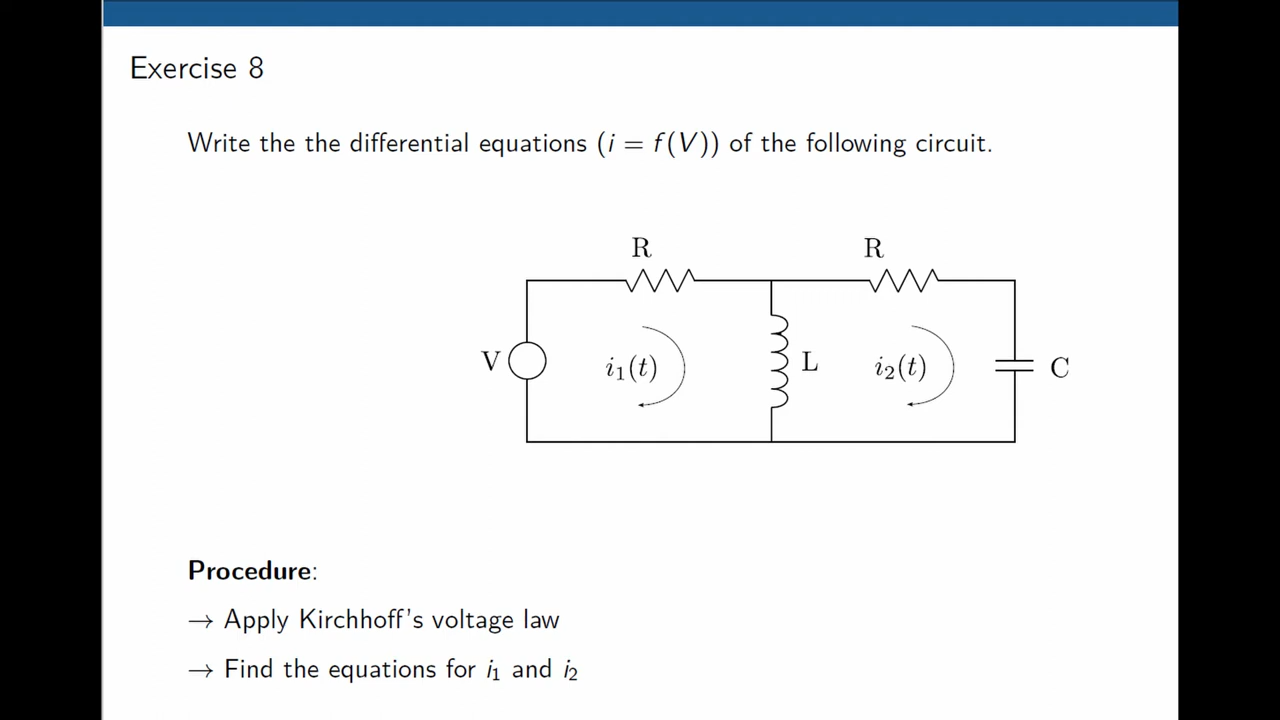 Exercise 8
Write the the differential equations (i = f(V)) of the following circuit.
R R
V i₁(t) L i₂(t) C
Procedure:
→ Apply Kirchhoff's voltage law
→ Find the equations for i₁ and i₂